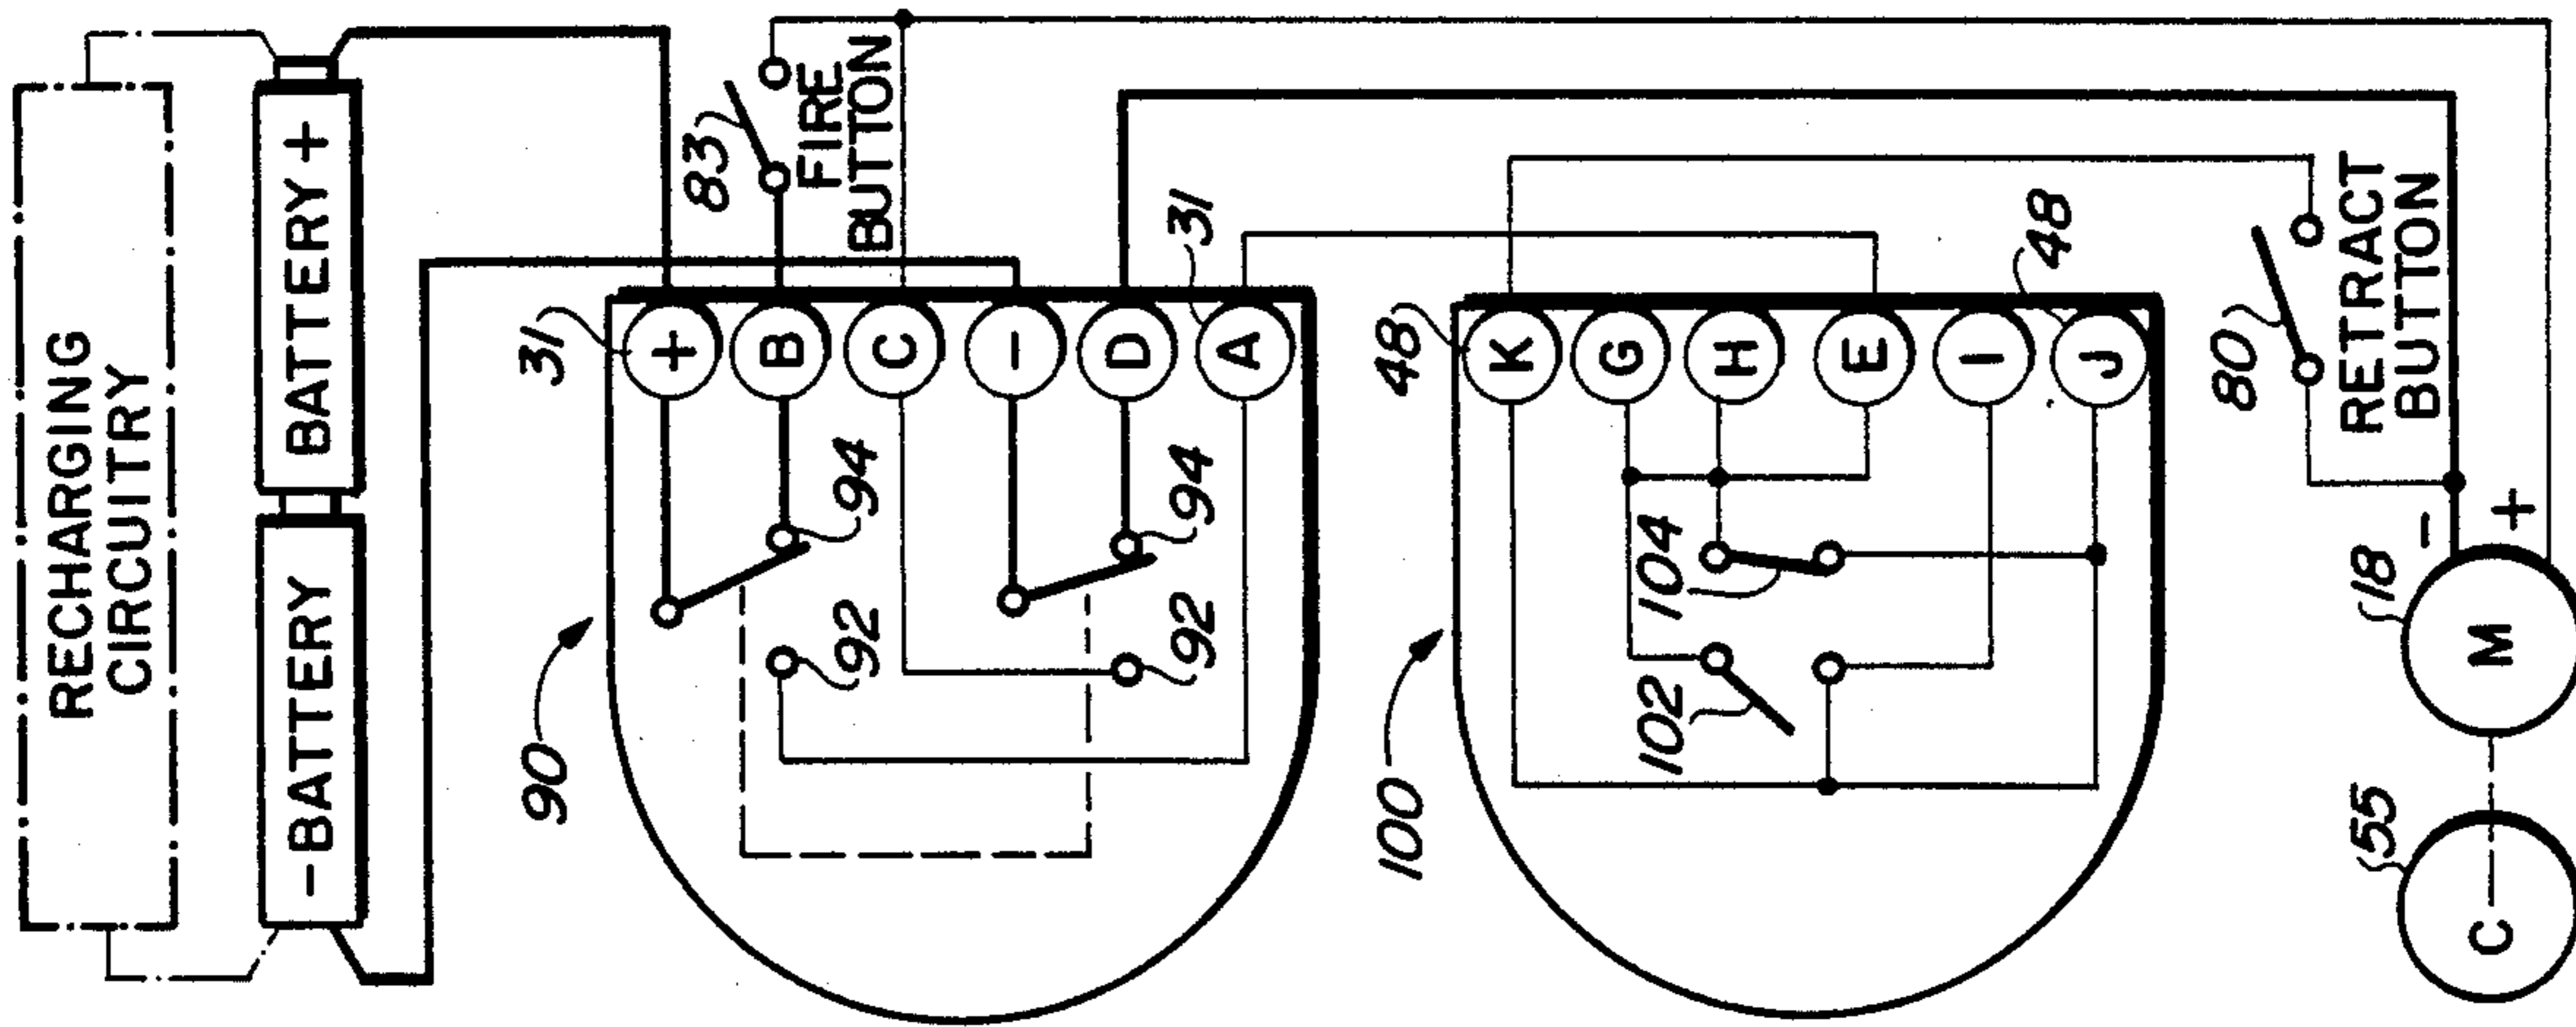 RECHARGING
CIRCUITRY
-BATTERY
BATTERY+
83
FIRE
BUTTON
31
+
B
C
-
D
A
31
94
94
92
92
90
48
K
G
H
E
I
J
48
104
102
100
80
RETRACT
BUTTON
-
+
18
M
55
C